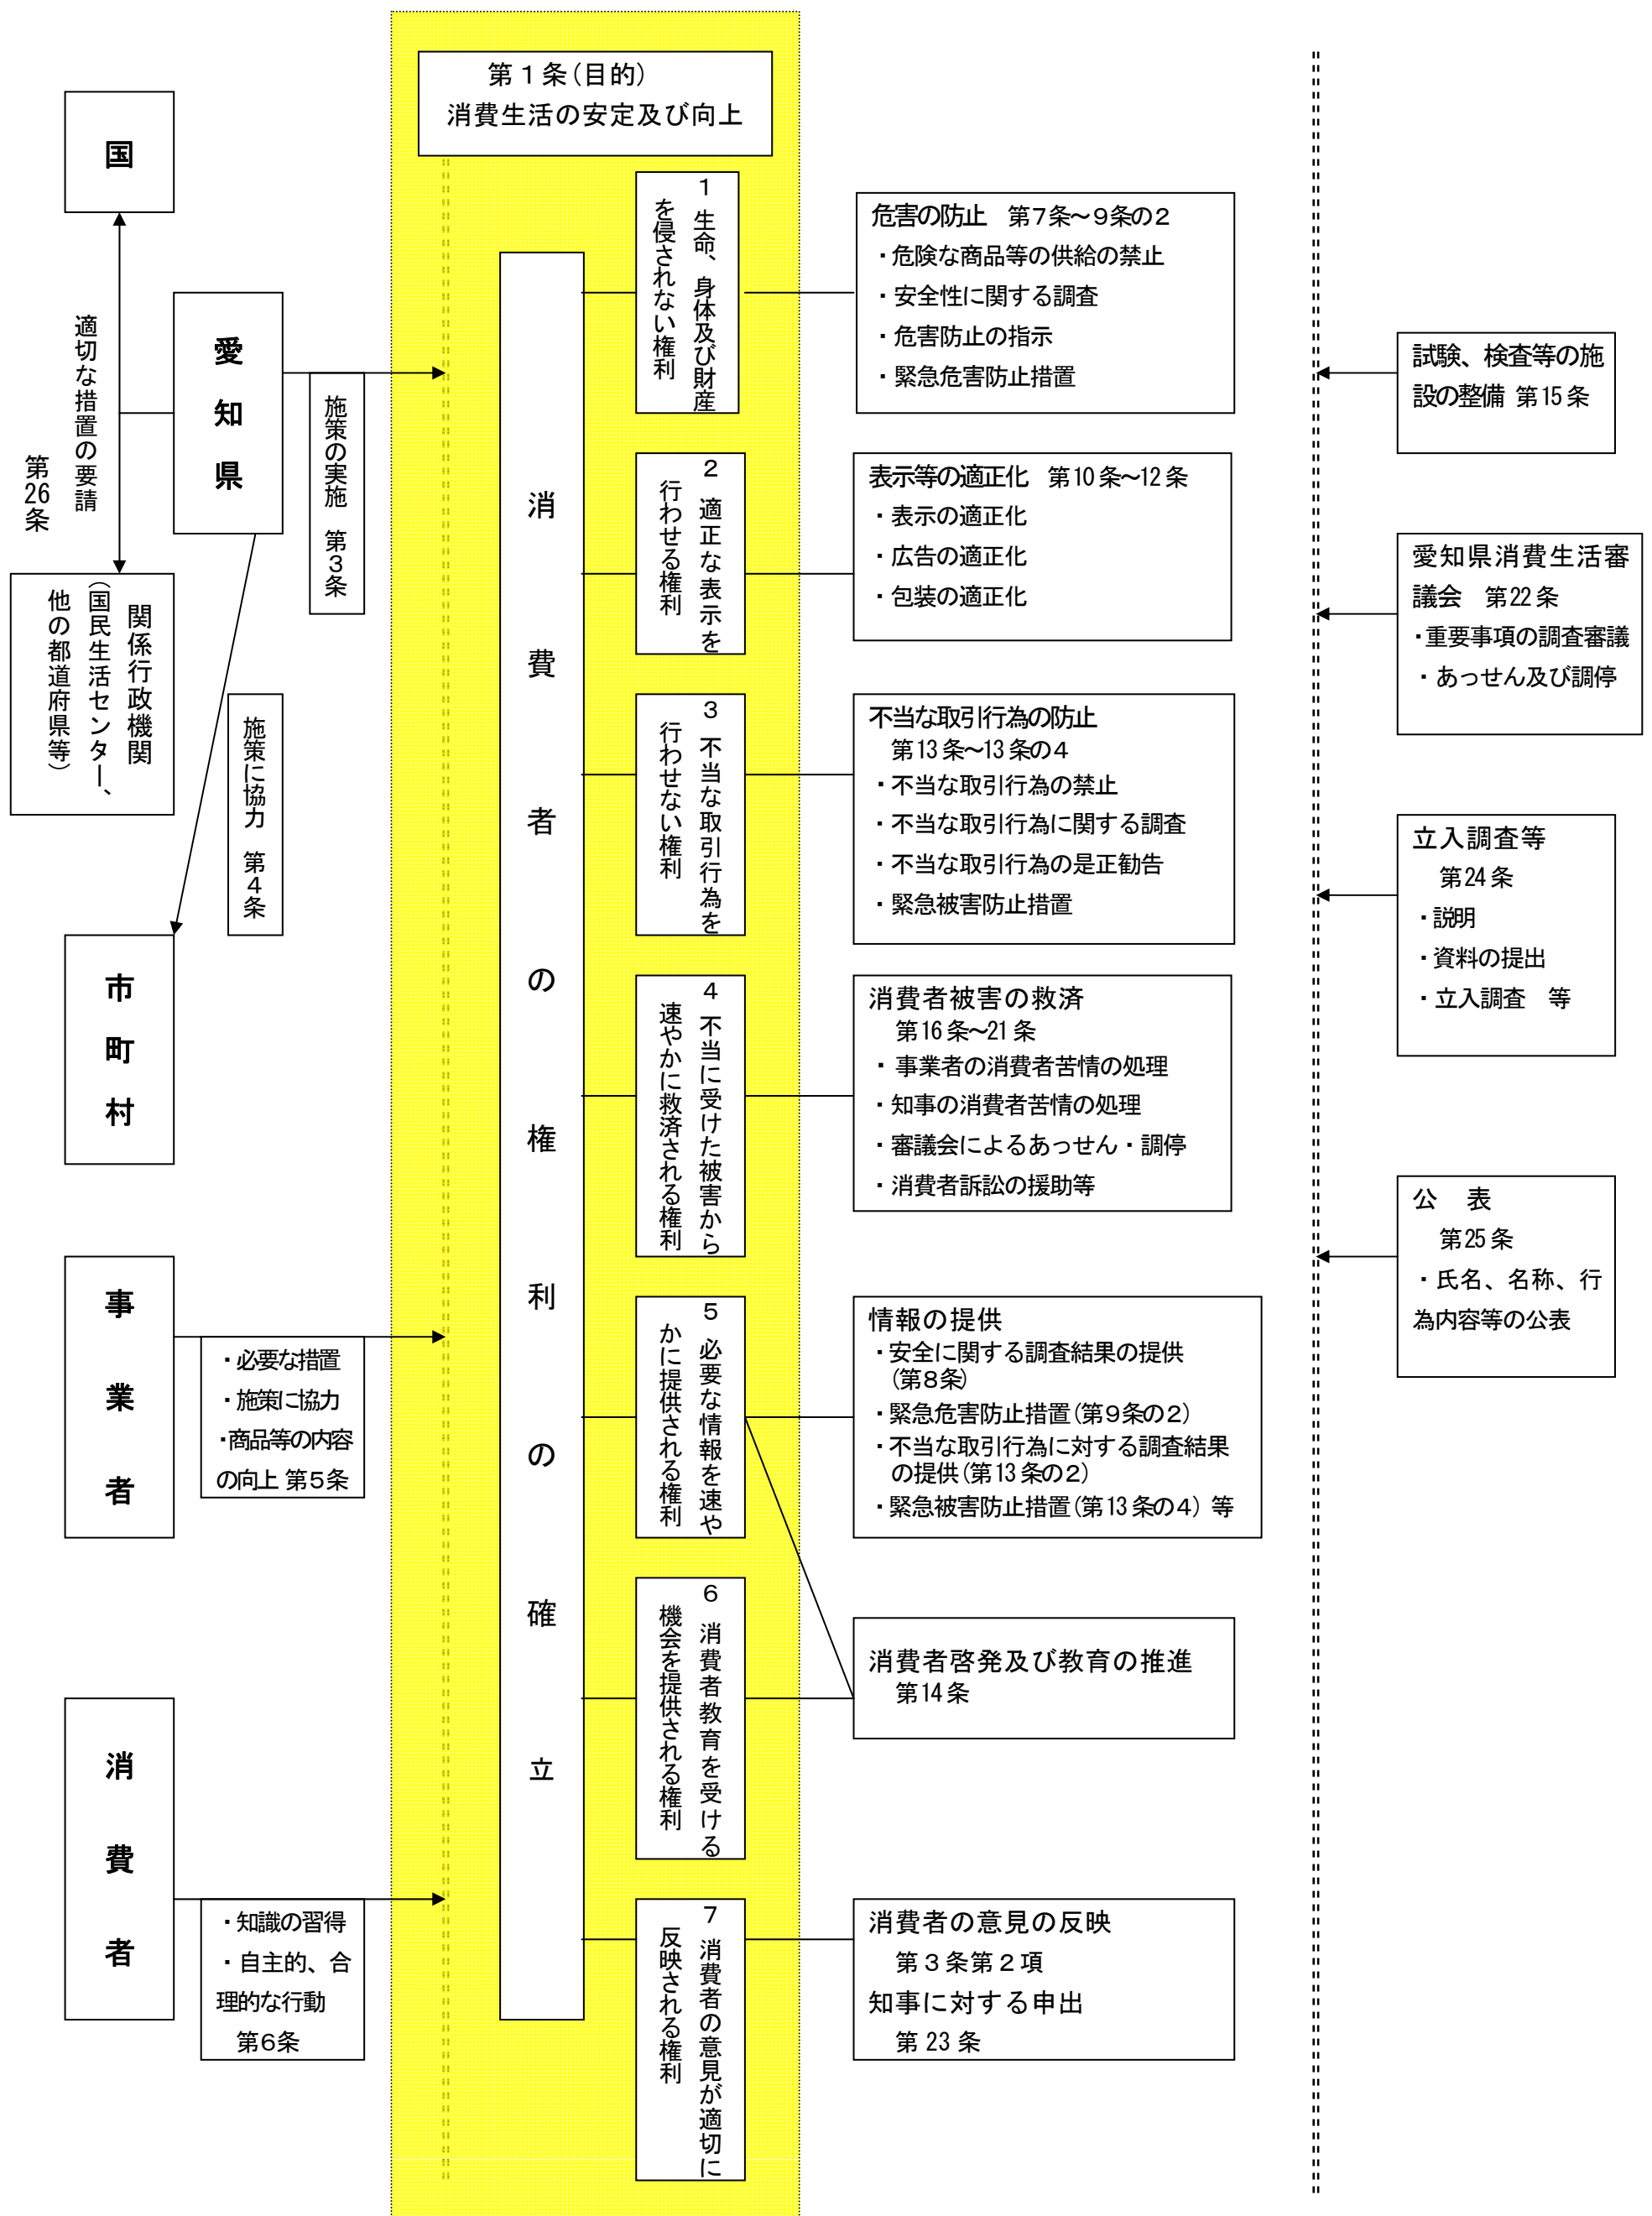 第１条(目的)
消費生活の安定及び向上
国
適切な措置の要請
第26条
愛知県
施策の実施　第３条
関係行政機関
(国民生活センター、
他の都道府県等)
施策に協力　第４条
市町村
事業者
・必要な措置
・施策に協力
・商品等の内容
の向上 第５条
消費者
・知識の習得
・自主的、合
理的な行動
第６条
消費者の権利の確立
１ 生命、身体及び財産
を侵されない権利
２ 適正な表示を
行わせる権利
３ 不当な取引行為を
行わせない権利
４ 不当に受けた被害から
速やかに救済される権利
５ 必要な情報を速や
かに提供される権利
６ 消費者教育を受ける
機会を提供される権利
７ 消費者の意見が適切に
反映される権利
危害の防止　第７条～９条の２
・危険な商品等の供給の禁止
・安全性に関する調査
・危害防止の指示
・緊急危害防止措置
表示等の適正化　第10条～12条
・表示の適正化
・広告の適正化
・包装の適正化
不当な取引行為の防止
第13条～13条の４
・不当な取引行為の禁止
・不当な取引行為に関する調査
・不当な取引行為の是正勧告
・緊急被害防止措置
消費者被害の救済
第16条～21条
・事業者の消費者苦情の処理
・知事の消費者苦情の処理
・審議会によるあっせん・調停
・消費者訴訟の援助等
情報の提供
・安全に関する調査結果の提供
(第８条)
・緊急危害防止措置(第９条の２)
・不当な取引行為に対する調査結果
の提供(第13条の２)
・緊急被害防止措置(第13条の４) 等
消費者啓発及び教育の推進
第14条
消費者の意見の反映
第３条第２項
知事に対する申出
第 23 条
試験、検査等の施
設の整備 第15条
愛知県消費生活審
議会　第22条
・重要事項の調査審議
・あっせん及び調停
立入調査等
第24条
・説明
・資料の提出
・立入調査　等
公　表
第25条
・氏名、名称、行
為内容等の公表